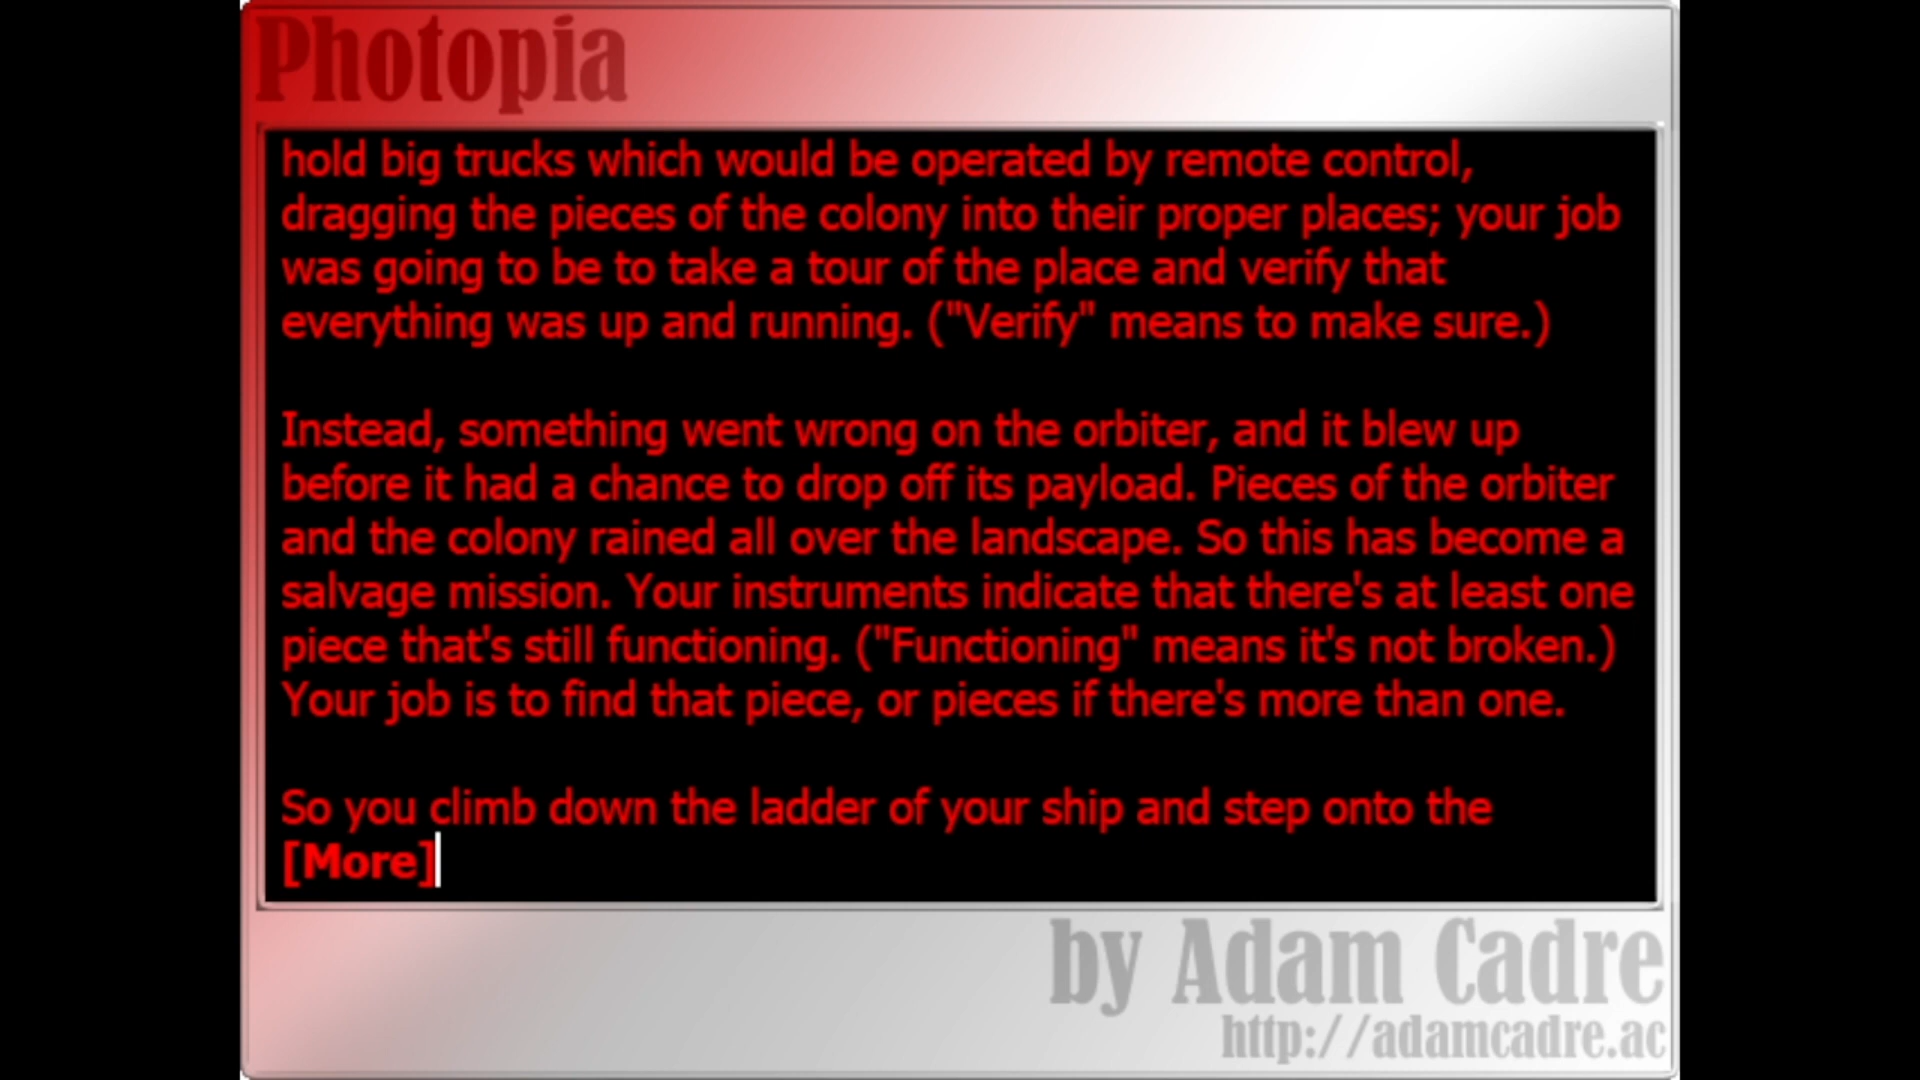 Photopia
hold big trucks which would be operated by remote control,
dragging the pieces of the colony into their proper places; your job
was going to be to take a tour of the place and verify that
everything was up and running. ("Verify" means to make sure.)
Instead, something went wrong on the orbiter, and it blew up
before it had a chance to drop off its payload. Pieces of the orbiter
and the colony rained all over the landscape. So this has become a
salvage mission. Your instruments indicate that there's at least one
piece that's still functioning. ("Functioning" means it's not broken.)
Your job is to find that piece, or pieces if there's more than one.
So you climb down the ladder of your ship and step onto the
[More]
by Adam Cadre
http://adamcadre.ac